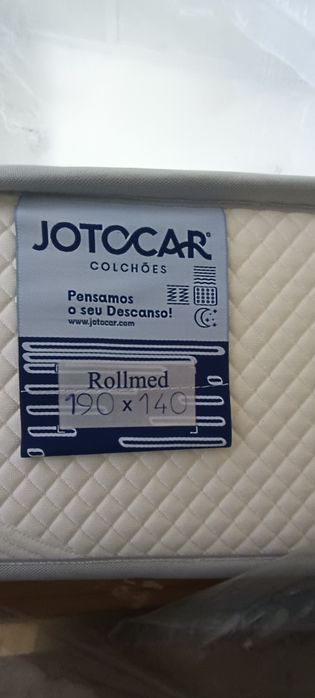 JOTOCAR
COLCHÕES
Pensamos
o seu Descanso!
www.jotocar.com
Rollmed
190 x 140